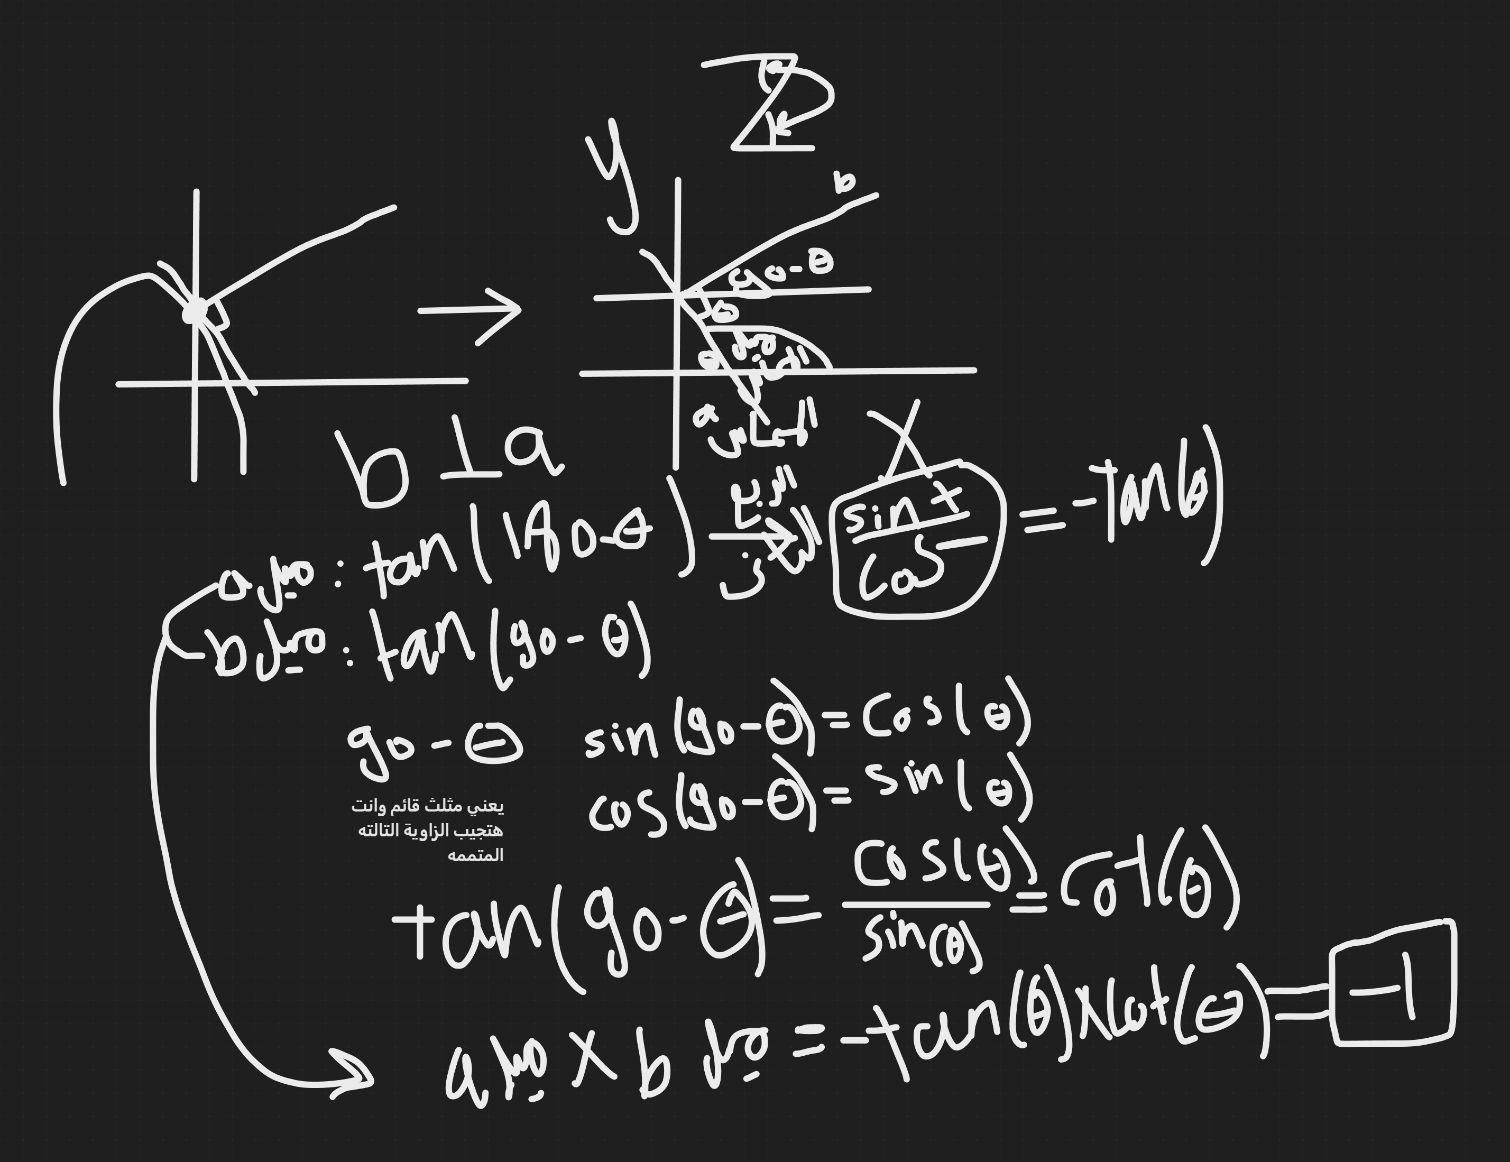 y
b
90-θ
θ
θ ميل
المماس
a المماس
x
b ⊥ a
ميل a : tan(180-θ) → الربع الثاني sin+ / cos- = -tan(θ)
ميل b : tan(90-θ)
90-θ sin(90-θ)=cos(θ)
cos(90-θ)=sin(θ)
يعني مثلث قائم وانت
هتجيب الزاوية التالته
المتممه
tan(90-θ)= cos(θ) / sin(θ) = cot(θ)
ميل a × ميل b = -tan(θ)×cot(θ) = -1